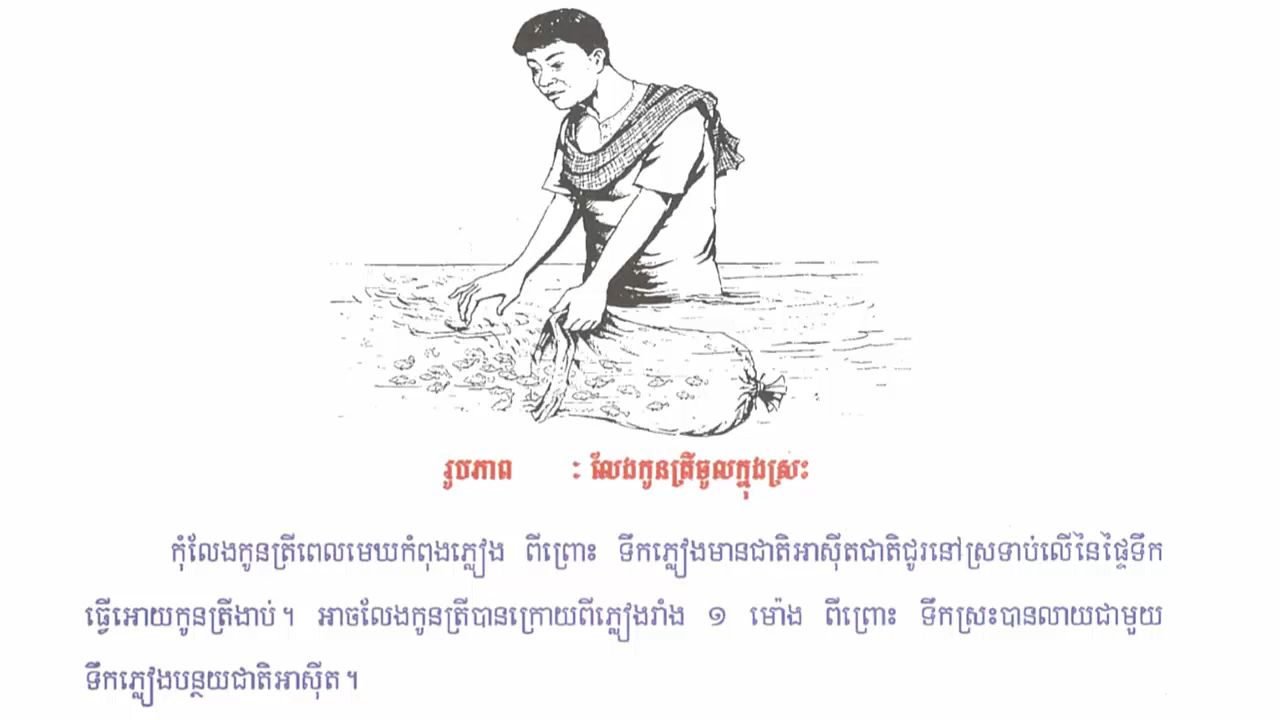 រូបភាព : លែងកូនត្រីចូលក្នុងស្រះ
កុំលែងកូនត្រីពេលមេឃកំពុងភ្លៀង ពីព្រោះ ទឹកភ្លៀងមានជាតិអាស៊ីតជាតិជូរនៅស្រទាប់លើនៃផ្ទៃទឹក
ធ្វើអោយកូនត្រីងាប់។ អាចលែងកូនត្រីបានក្រោយពីភ្លៀងរាំង ១ ម៉ោង ពីព្រោះ ទឹកស្រះបានលាយជាមួយ
ទឹកភ្លៀងបន្ថយជាតិអាស៊ីត។